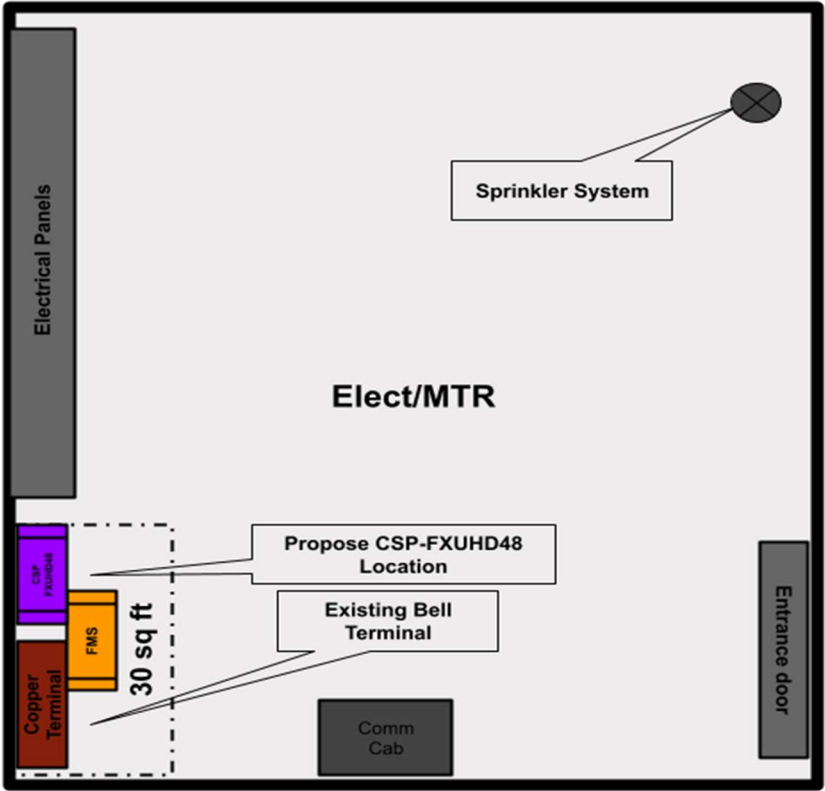 Electrical Panels
Sprinkler System
Elect/MTR
CSP
FXUHD48
Propose CSP-FXUHD48
Location
Existing Bell
Terminal
FMS
30 sq ft
Copper
Terminal
Comm
Cab
Entrance door